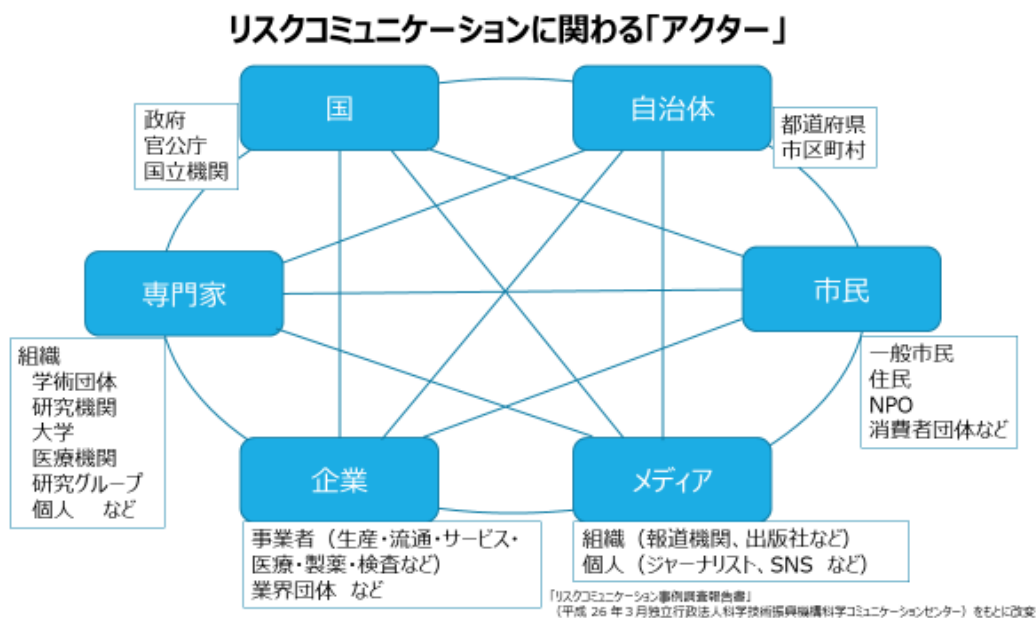 リスクコミュニケーションに関わる「アクター」
国
自治体
政府
官公庁
国立機関
都道府県
市区町村
専門家
市民
組織
学術団体
研究機関
大学
医療機関
研究グループ
個人 など
一般市民
住民
NPO
消費者団体など
企業
メディア
事業者（生産・流通・サービス・
医療・製薬・検査など）
業界団体 など
組織（報道機関、出版社など）
個人（ジャーナリスト、SNS など）
「リスクコミュニケーション事例調査報告書」
（平成 26 年3月独立行政法人科学技術振興機構科学コミュニケーションセンター）をもとに改変